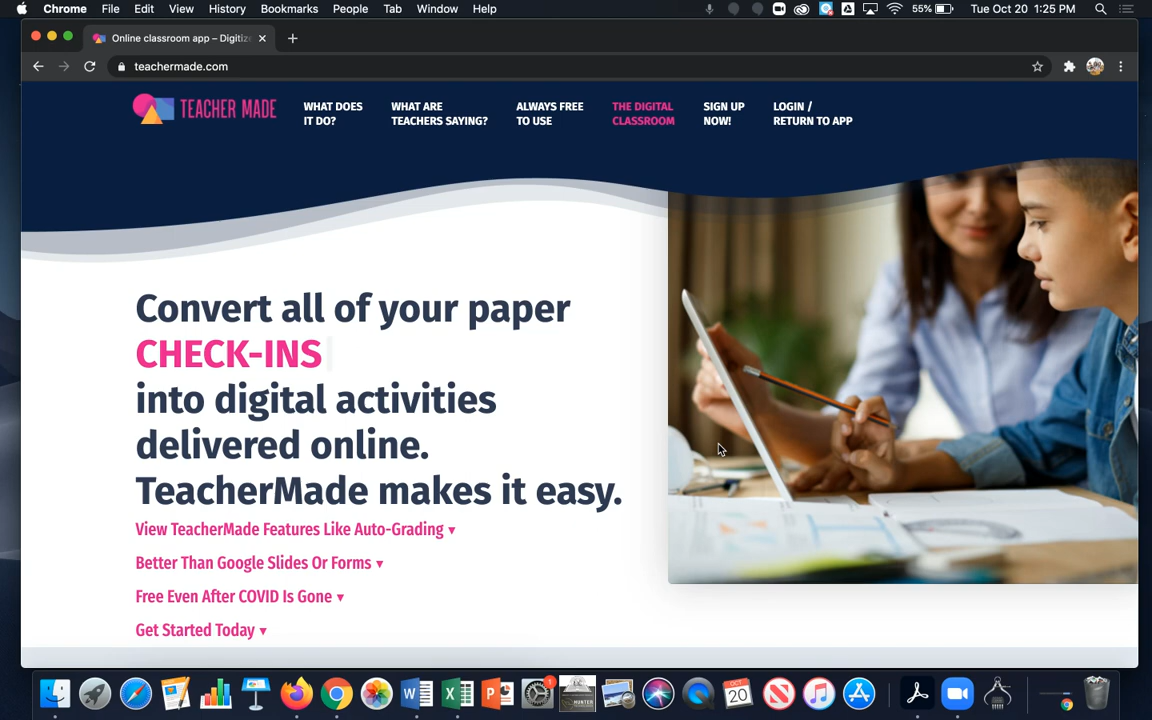 Chrome File Edit View History Bookmarks People Tab Window Help 55% Tue Oct 20 1:25 PM
Online classroom app – Digitiz
teachermade.com
TEACHER MADE
WHAT DOES
IT DO?
WHAT ARE
TEACHERS SAYING?
ALWAYS FREE
TO USE
THE DIGITAL
CLASSROOM
SIGN UP
NOW!
LOGIN /
RETURN TO APP
Convert all of your paper
CHECK-INS
into digital activities
delivered online.
TeacherMade makes it easy.
View TeacherMade Features Like Auto-Grading ▼
Better Than Google Slides Or Forms ▼
Free Even After COVID Is Gone ▼
Get Started Today ▼
W X P 1 HUNTER OCT 20 N